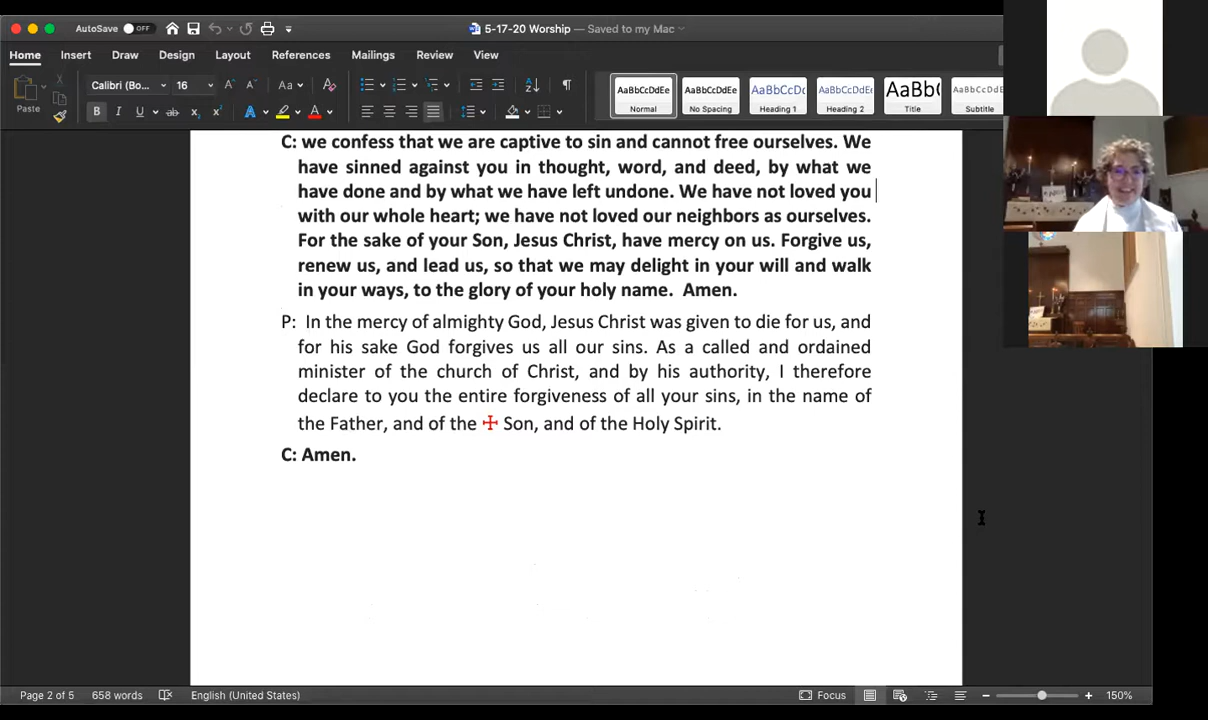 AutoSave OFF
5-17-20 Worship — Saved to my Mac
Home Insert Draw Design Layout References Mailings Review View
Paste
Calibri (Bo... 16 A A Aa A
B I U ab x A A
AaBbCcDdEe AaBbCcDdEe AaBbCcDc AaBbCcDdEe AaBb( AaBbCcDdEe
Normal No Spacing Heading 1 Heading 2 Title Subtitle
C: we confess that we are captive to sin and cannot free ourselves. We
have sinned against you in thought, word, and deed, by what we
have done and by what we have left undone. We have not loved you
with our whole heart; we have not loved our neighbors as ourselves.
For the sake of your Son, Jesus Christ, have mercy on us. Forgive us,
renew us, and lead us, so that we may delight in your will and walk
in your ways, to the glory of your holy name. Amen.
P: In the mercy of almighty God, Jesus Christ was given to die for us, and
for his sake God forgives us all our sins. As a called and ordained
minister of the church of Christ, and by his authority, I therefore
declare to you the entire forgiveness of all your sins, in the name of
the Father, and of the ☩ Son, and of the Holy Spirit.
C: Amen.
Page 2 of 5 658 words English (United States) Focus 150%